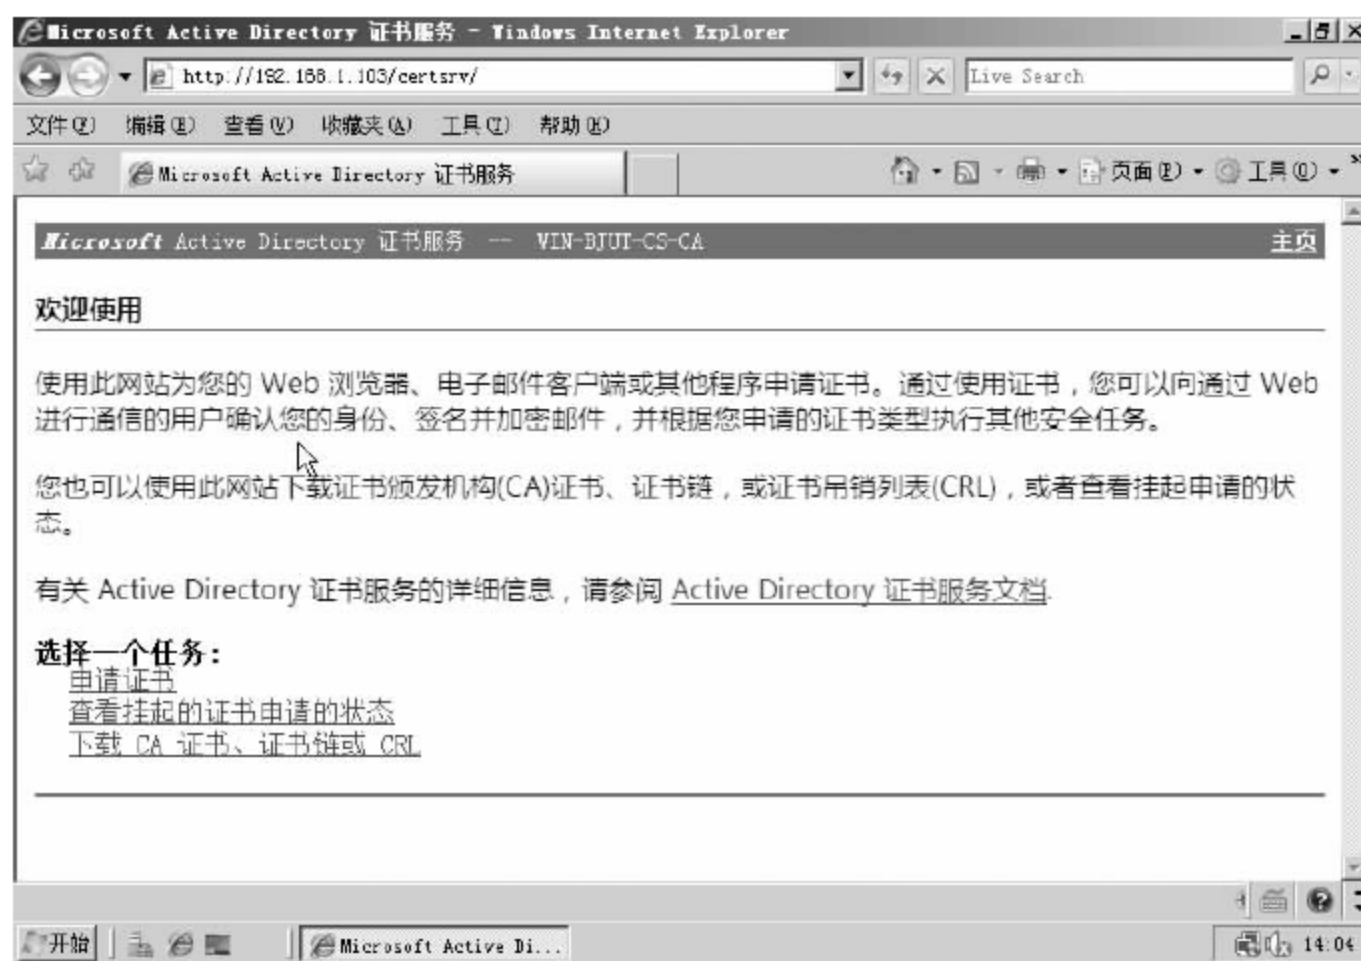 Microsoft Active Directory 证书服务 - Windows Internet Explorer
http://192.168.1.103/certsrv/
Live Search
文件(F) 编辑(E) 查看(V) 收藏夹(A) 工具(T) 帮助(H)
Microsoft Active Directory 证书服务
页面(P) 工具(O)
Microsoft Active Directory 证书服务 -- WIN-BJUT-CS-CA 主页
欢迎使用
使用此网站为您的 Web 浏览器、电子邮件客户端或其他程序申请证书。通过使用证书，您可以向通过 Web
进行通信的用户确认您的身份、签名并加密邮件，并根据您申请的证书类型执行其他安全任务。
您也可以使用此网站下载证书颁发机构(CA)证书、证书链，或证书吊销列表(CRL)，或者查看挂起申请的状
态。
有关 Active Directory 证书服务的详细信息，请参阅 Active Directory 证书服务文档.
选择一个任务：
申请证书
查看挂起的证书申请的状态
下载 CA 证书、证书链或 CRL
开始 Microsoft Active Di... 14:04